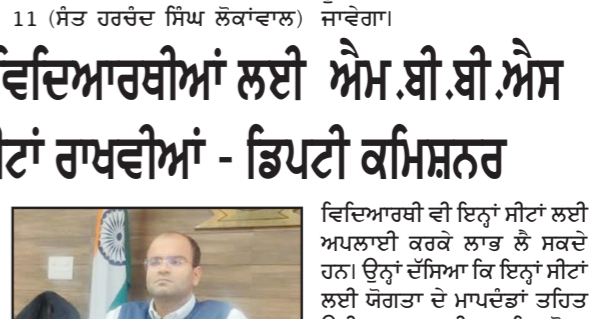 11 (ਸੰਤ ਹਰਚੰਦ ਸਿੰਘ ਲੋਕਾਂਵਾਲ) ਜਾਵੇਗਾ।
ਵਿਦਿਆਰਥੀਆਂ ਲਈ ਐਮ.ਬੀ.ਬੀ.ਐਸ
ਰਾਖਵੀਆਂ - ਡਿਪਟੀ ਕਮਿਸ਼ਨਰ
ਵਿਦਿਆਰਥੀ ਵੀ ਇਨ੍ਹਾਂ ਸੀਟਾਂ ਲਈ
ਅਪਲਾਈ ਕਰਕੇ ਲਾਭ ਲੈ ਸਕਦੇ
ਹਨ। ਉਨ੍ਹਾਂ ਦੱਸਿਆ ਕਿ ਇਨ੍ਹਾਂ ਸੀਟਾਂ
ਲਈ ਯੋਗਤਾ ਦੇ ਮਾਪਦੰਡਾਂ ਤਹਿਤ